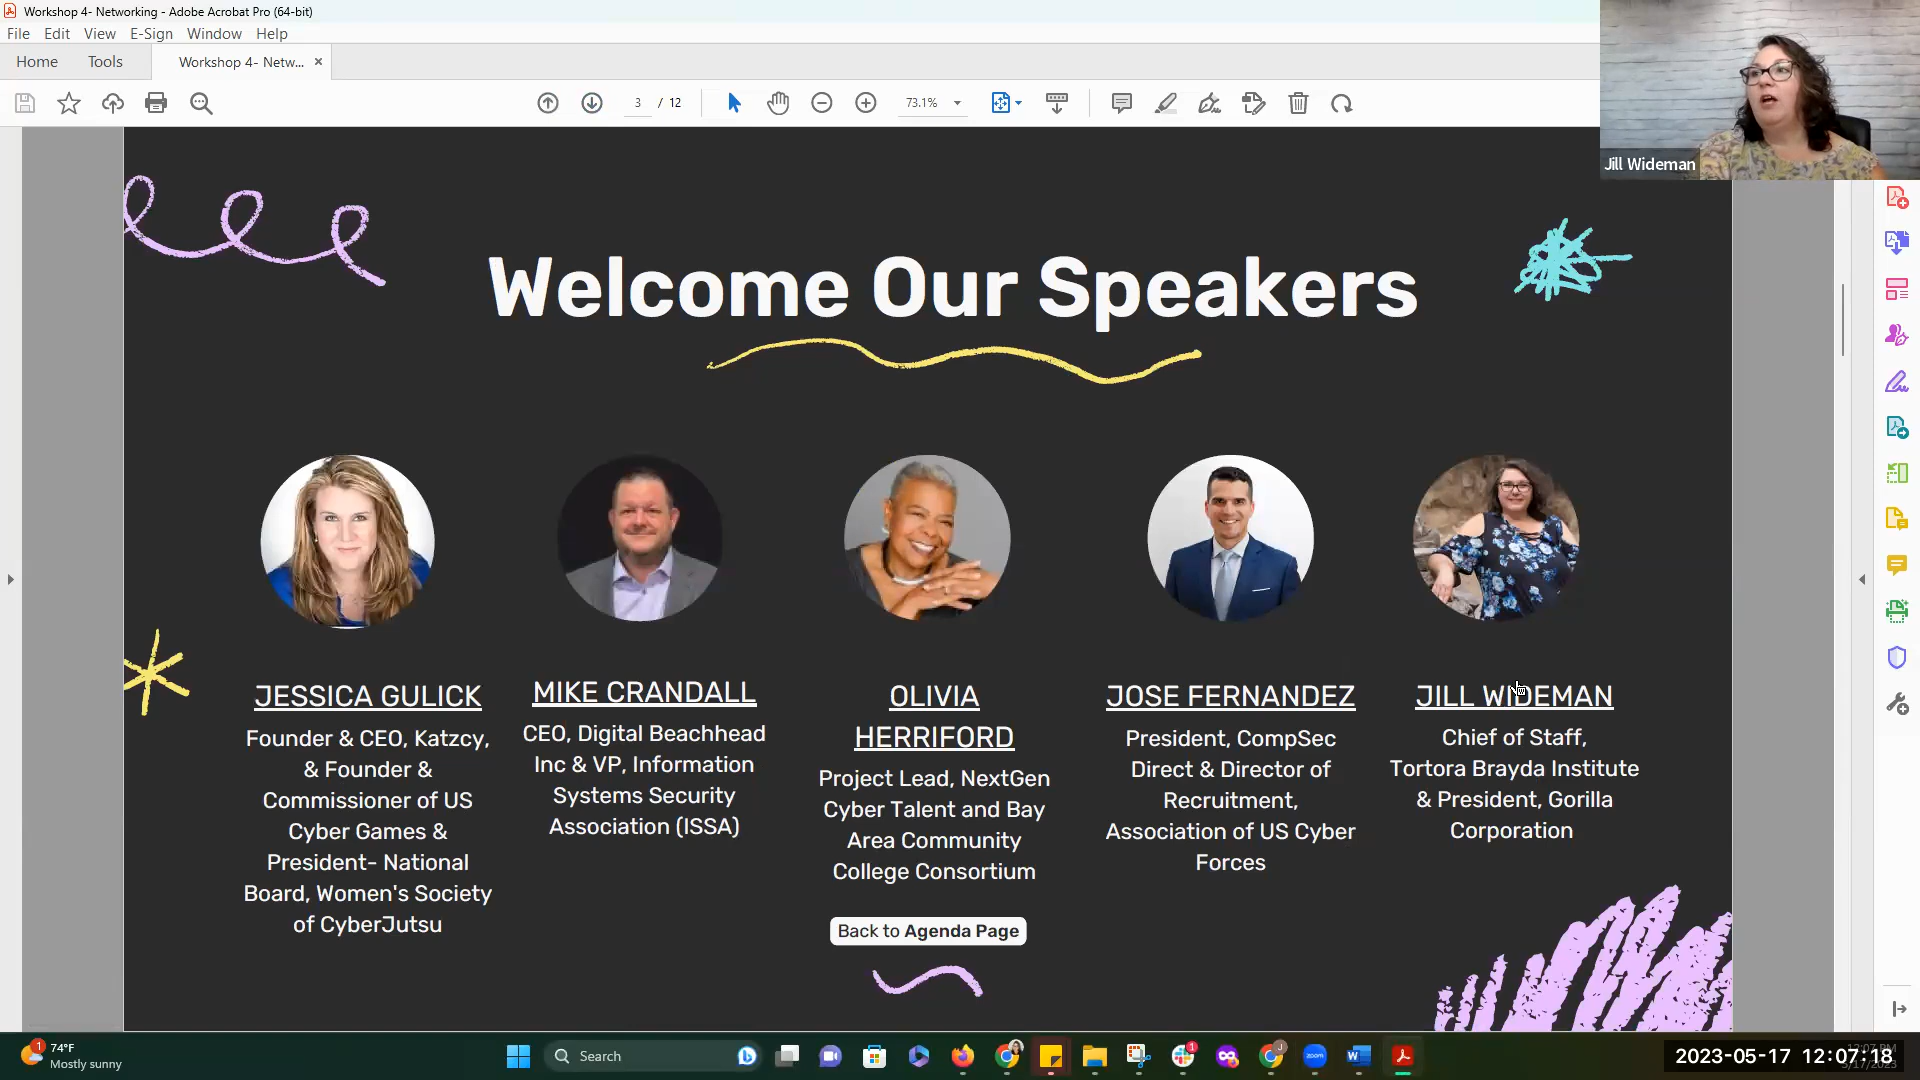 Workshop 4- Networking - Adobe Acrobat Pro (64-bit)
File Edit View E-Sign Window Help
Home Tools Workshop 4- Netw... ×
3 / 12 73.1%
Jill Wideman
Welcome Our Speakers
JESSICA GULICK
Founder & CEO, Katzcy,
& Founder &
Commissioner of US
Cyber Games &
President- National
Board, Women's Society
of CyberJutsu
MIKE CRANDALL
CEO, Digital Beachhead
Inc & VP, Information
Systems Security
Association (ISSA)
OLIVIA
HERRIFORD
Project Lead, NextGen
Cyber Talent and Bay
Area Community
College Consortium
JOSE FERNANDEZ
President, CompSec
Direct & Director of
Recruitment,
Association of US Cyber
Forces
JILL WIDEMAN
Chief of Staff,
Tortora Brayda Institute
& President, Gorilla
Corporation
Back to Agenda Page
1
74°F
Mostly sunny
Search
1
J
zoom
2023-05-17 12:07:18